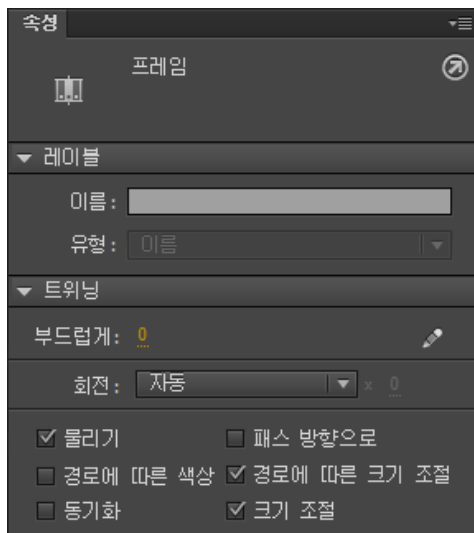 속성
프레임
레이블
이름 :
유형 : 이름
트위닝
부드럽게: 0
회전 : 자동 x 0
물리기 패스 방향으로
경로에 따른 색상 경로에 따른 크기 조절
동기화 크기 조절